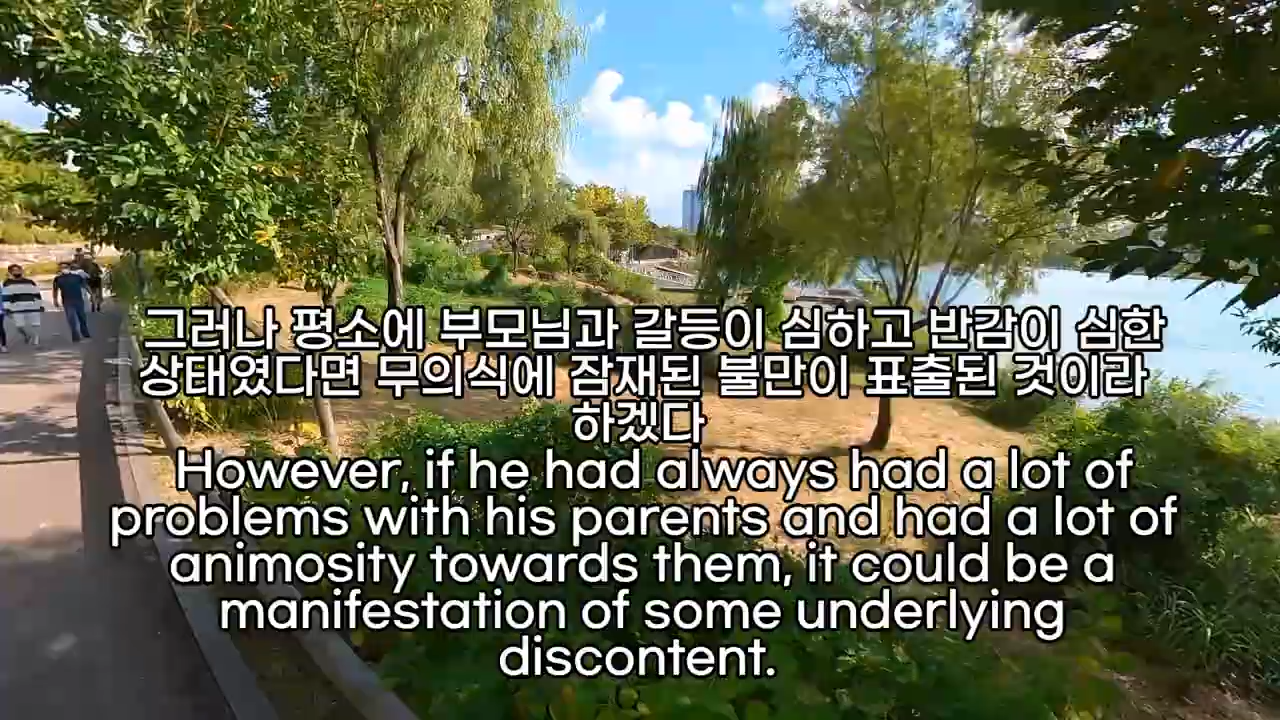 그러나 평소에 부모님과 갈등이 심하고 반감이 심한
상태였다면 무의식에 잠재된 불만이 표출된 것이라
하겠다
However, if he had always had a lot of
problems with his parents and had a lot of
animosity towards them, it could be a
manifestation of some underlying
discontent.